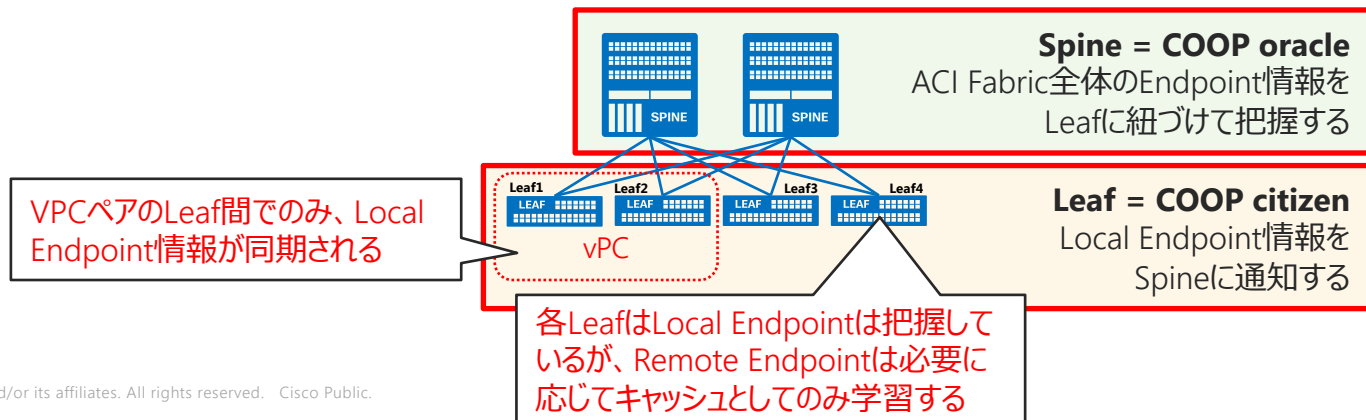 Spine = COOP oracle
ACI Fabric全体のEndpoint情報を
Leafに紐づけて把握する
SPINE
SPINE
Leaf1
Leaf2
Leaf3
Leaf4
LEAF
LEAF
LEAF
LEAF
vPC
Leaf = COOP citizen
Local Endpoint情報を
Spineに通知する
VPCペアのLeaf間でのみ、Local
Endpoint情報が同期される
各LeafはLocal Endpointは把握して
いるが、Remote Endpointは必要に
応じてキャッシュとしてのみ学習する
d/or its affiliates. All rights reserved. Cisco Public.